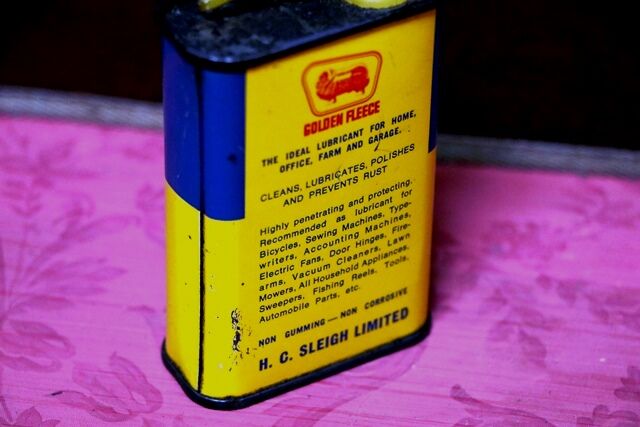 GOLDEN FLEECE
THE IDEAL LUBRICANT FOR HOME,
OFFICE, FARM AND GARAGE.
CLEANS, LUBRICATES, POLISHES
AND PREVENTS RUST
Highly penetrating and protecting.
Recommended as lubricant for
Bicycles, Sewing Machines, Type-
writers, Accounting Machines,
Electric Fans, Door Hinges, Fire-
arms, Vacuum Cleaners, Lawn
Mowers, All Household Appliances,
Sweepers, Fishing Reels, Tools,
Automobile Parts, etc.
NON GUMMING — NON CORROSIVE
H. C. SLEIGH LIMITED